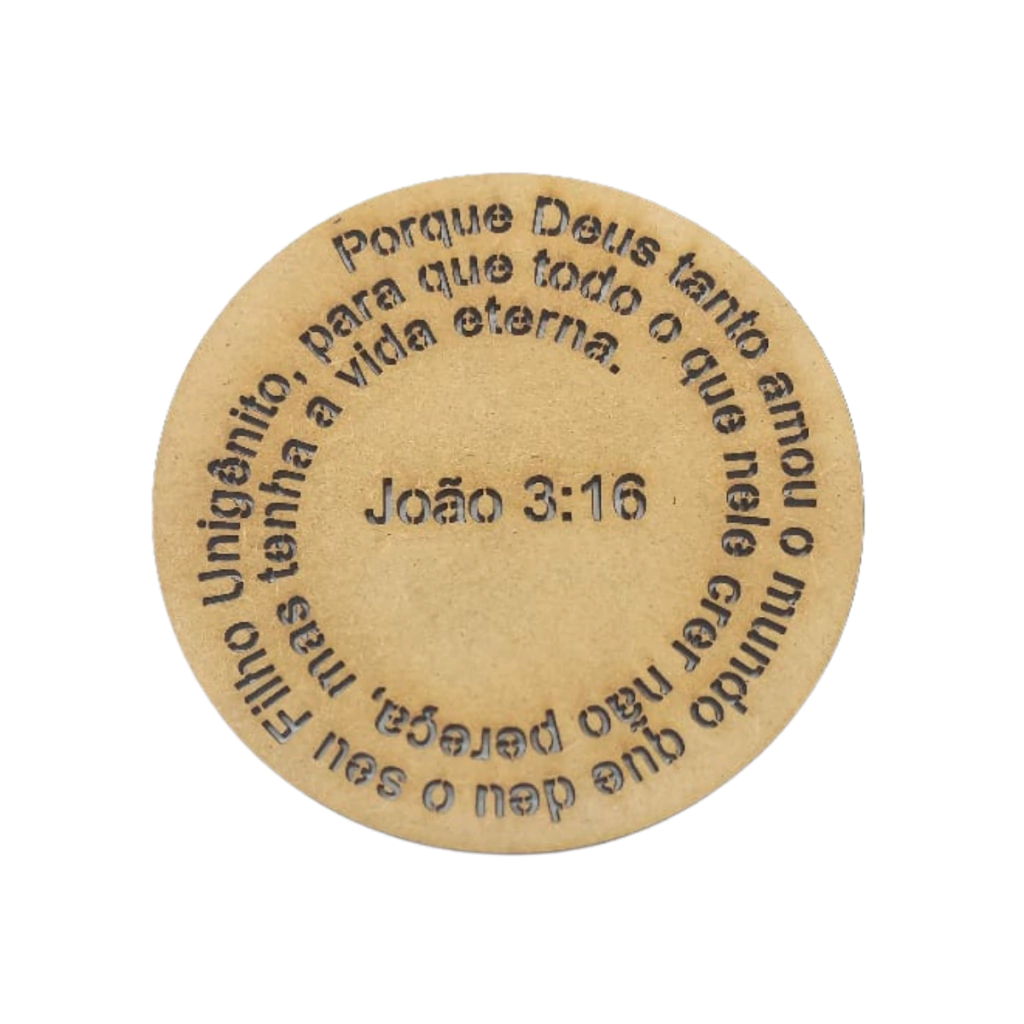 Porque Deus tanto amou o mundo que deu o seu Filho Unigênito, para que todo o que nele crer não pereça, mas tenha a vida eterna.
João 3:16